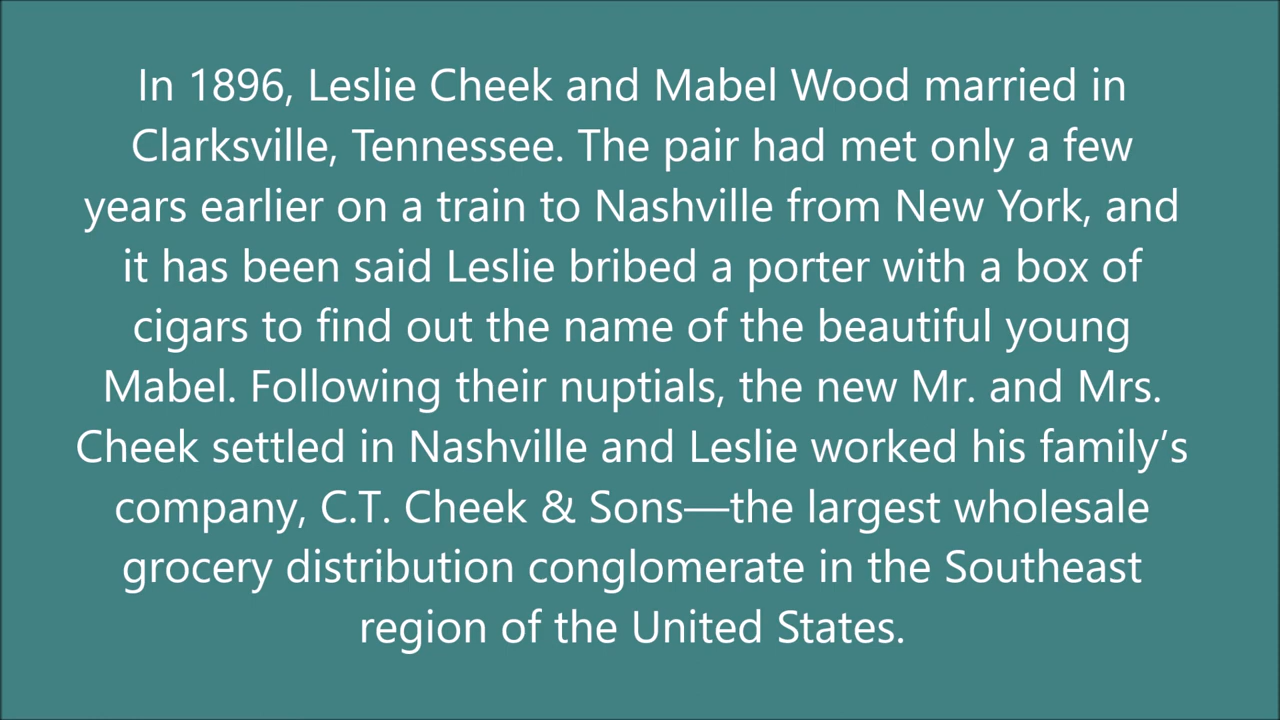 In 1896, Leslie Cheek and Mabel Wood married in
Clarksville, Tennessee. The pair had met only a few
years earlier on a train to Nashville from New York, and
it has been said Leslie bribed a porter with a box of
cigars to find out the name of the beautiful young
Mabel. Following their nuptials, the new Mr. and Mrs.
Cheek settled in Nashville and Leslie worked his family’s
company, C.T. Cheek & Sons—the largest wholesale
grocery distribution conglomerate in the Southeast
region of the United States.